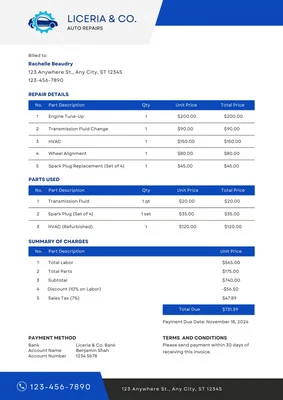 LICERIA & CO.
AUTO REPAIRS
Billed to:
Rachelle Beaudry
123 Anywhere St., Any City, ST 12345
123-456-7890
REPAIR DETAILS
No. Part Description Qty Unit Price Total Price
1 Engine Tune-Up 1 $200.00 $200.00
2 Transmission Fluid Change 1 $90.00 $90.00
3 HVAC 1 $150.00 $150.00
4 Wheel Alignment 1 $80.00 $80.00
5 Spark Plug Replacement (Set of 4) 1 $45.00 $45.00
PARTS USED
No. Part Description Qty Unit Price Total Price
1 Transmission Fluid 1 qt $20.00 $20.00
2 Spark Plug (Set of 4) 1 set $35.00 $35.00
3 HVAC (Refurbished) 1 $120.00 $120.00
SUMMARY OF CHARGES
No. Part Description Total Price
1 Total Labor $565.00
2 Total Parts $175.00
3 Subtotal $740.00
4 Discount (10% on Labor) -$56.50
5 Sales Tax (7%) $47.89
Total Due $731.39
Payment Due Date: November 18, 2024
PAYMENT METHOD
Bank Liceria & Co. Bank
Account Name Benjamin Shah
Account Number 1234 5678
TERMS AND CONDITIONS
Please send payment within 30 days of
receiving this invoice.
123-456-7890
123 Anywhere St., Any City, ST 12345